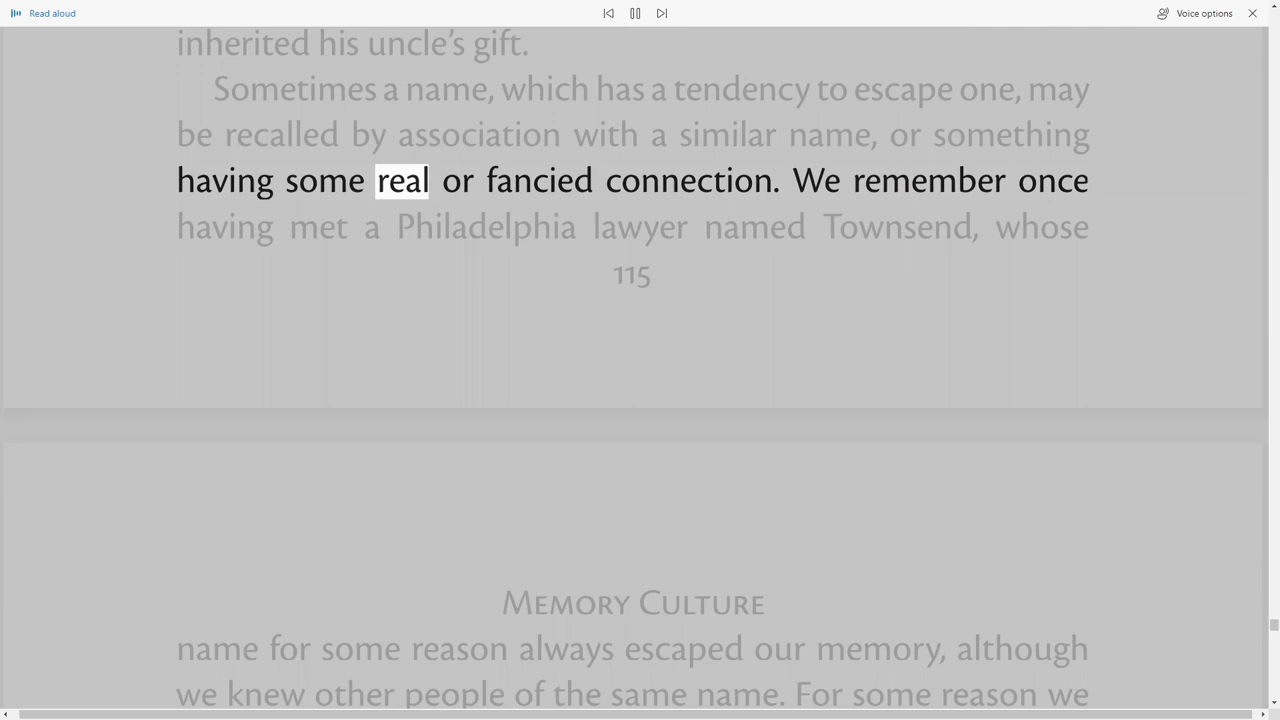 Read aloud
Voice options
inherited his uncle’s gift.
Sometimes a name, which has a tendency to escape one, may
be recalled by association with a similar name, or something
having some real or fancied connection. We remember once
having met a Philadelphia lawyer named Townsend, whose
115
Memory Culture
name for some reason always escaped our memory, although
we knew other people of the same name. For some reason we